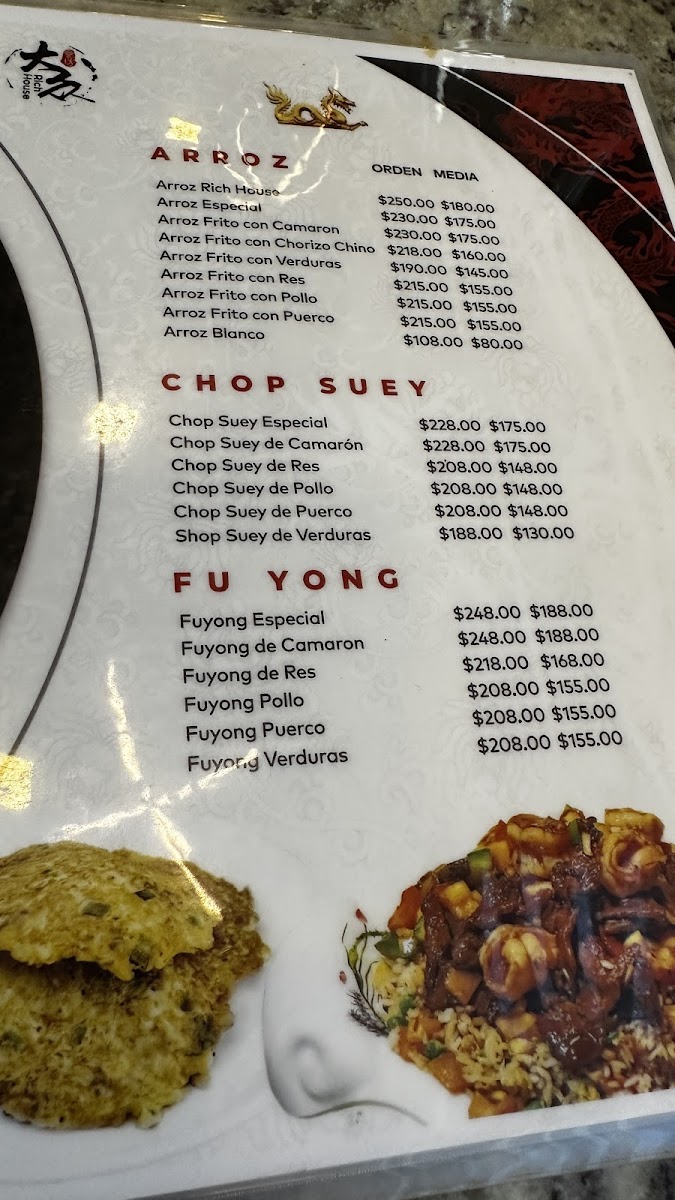 大石
Rich
House
ARROZ
ORDEN MEDIA
Arroz Rich House $250.00 $180.00
Arroz Especial $230.00 $175.00
Arroz Frito con Camaron $230.00 $175.00
Arroz Frito con Chorizo Chino $218.00 $160.00
Arroz Frito con Verduras $190.00 $145.00
Arroz Frito con Res $215.00 $155.00
Arroz Frito con Pollo $215.00 $155.00
Arroz Frito con Puerco $215.00 $155.00
Arroz Blanco $108.00 $80.00
CHOP SUEY
Chop Suey Especial $228.00 $175.00
Chop Suey de Camarón $228.00 $175.00
Chop Suey de Res $208.00 $148.00
Chop Suey de Pollo $208.00 $148.00
Chop Suey de Puerco $208.00 $148.00
Shop Suey de Verduras $188.00 $130.00
FU YONG
Fuyong Especial $248.00 $188.00
Fuyong de Camaron $248.00 $188.00
Fuyong de Res $218.00 $168.00
Fuyong Pollo $208.00 $155.00
Fuyong Puerco $208.00 $155.00
Fuyong Verduras $208.00 $155.00